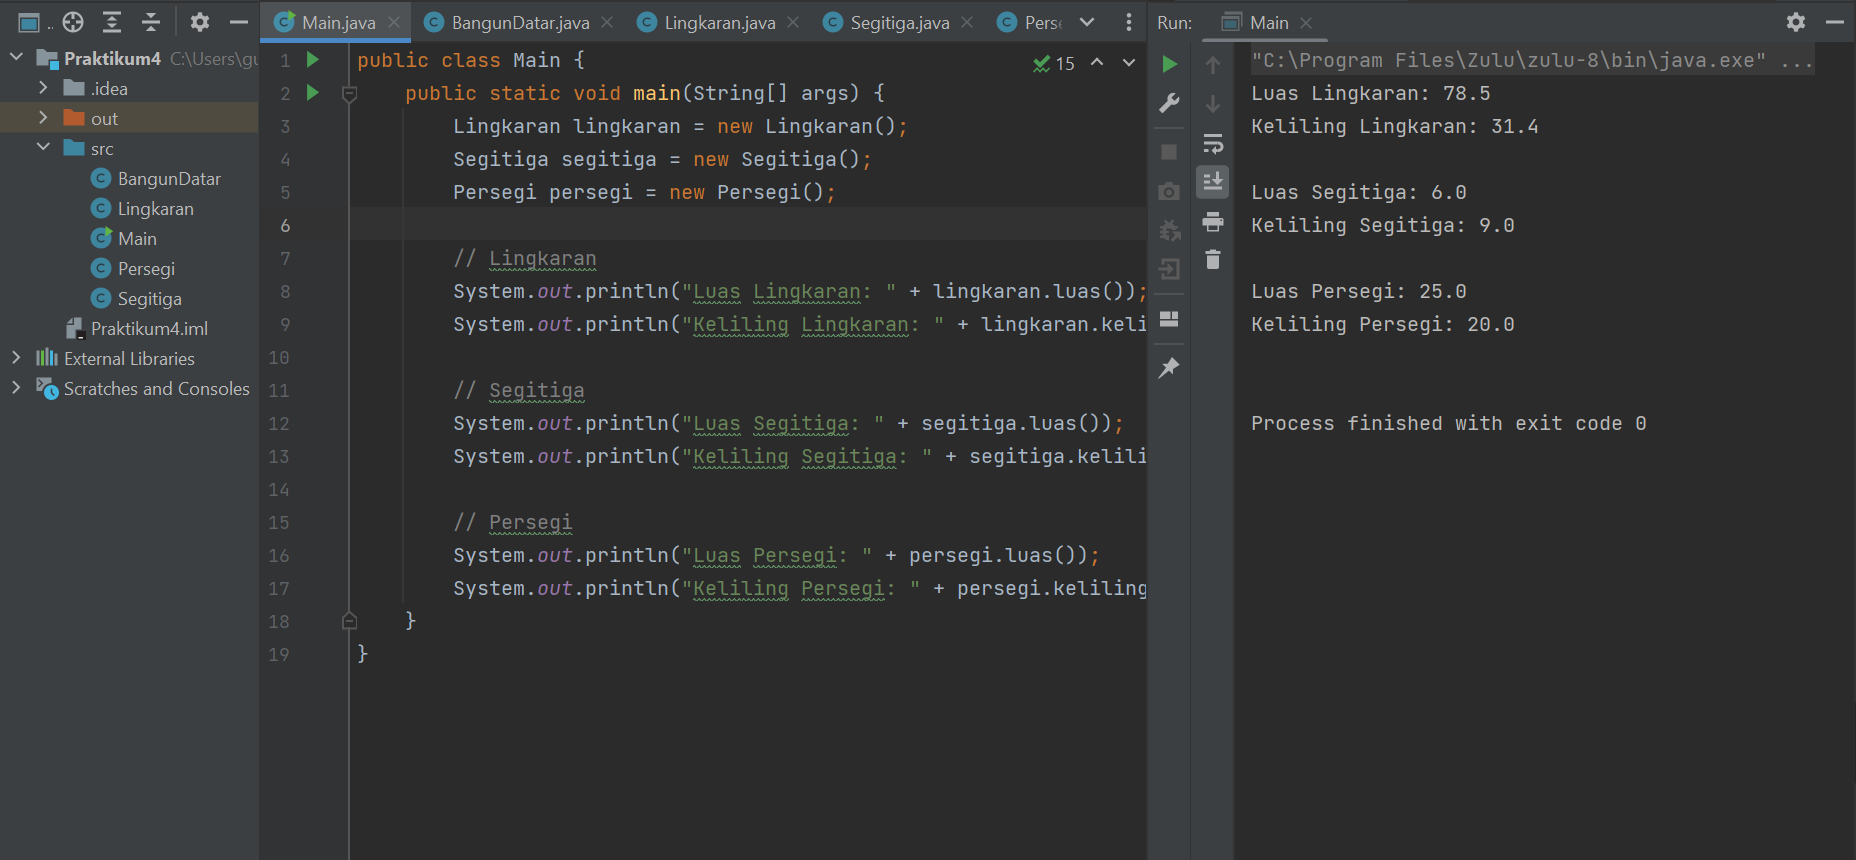 Praktikum4 C:\Users\gu
.idea
out
src
BangunDatar
Lingkaran
Main
Persegi
Segitiga
Praktikum4.iml
External Libraries
Scratches and Consoles
Main.java
BangunDatar.java
Lingkaran.java
Segitiga.java
Perse
15
1 public class Main {
2 public static void main(String[] args) {
3 Lingkaran lingkaran = new Lingkaran();
4 Segitiga segitiga = new Segitiga();
5 Persegi persegi = new Persegi();
6
7 // Lingkaran
8 System.out.println("Luas Lingkaran: " + lingkaran.luas());
9 System.out.println("Keliling Lingkaran: " + lingkaran.keli
10
11 // Segitiga
12 System.out.println("Luas Segitiga: " + segitiga.luas());
13 System.out.println("Keliling Segitiga: " + segitiga.kelili
14
15 // Persegi
16 System.out.println("Luas Persegi: " + persegi.luas());
17 System.out.println("Keliling Persegi: " + persegi.keliling
18 }
19 }
Run: Main
"C:\Program Files\Zulu\zulu-8\bin\java.exe" ...
Luas Lingkaran: 78.5
Keliling Lingkaran: 31.4
Luas Segitiga: 6.0
Keliling Segitiga: 9.0
Luas Persegi: 25.0
Keliling Persegi: 20.0
Process finished with exit code 0